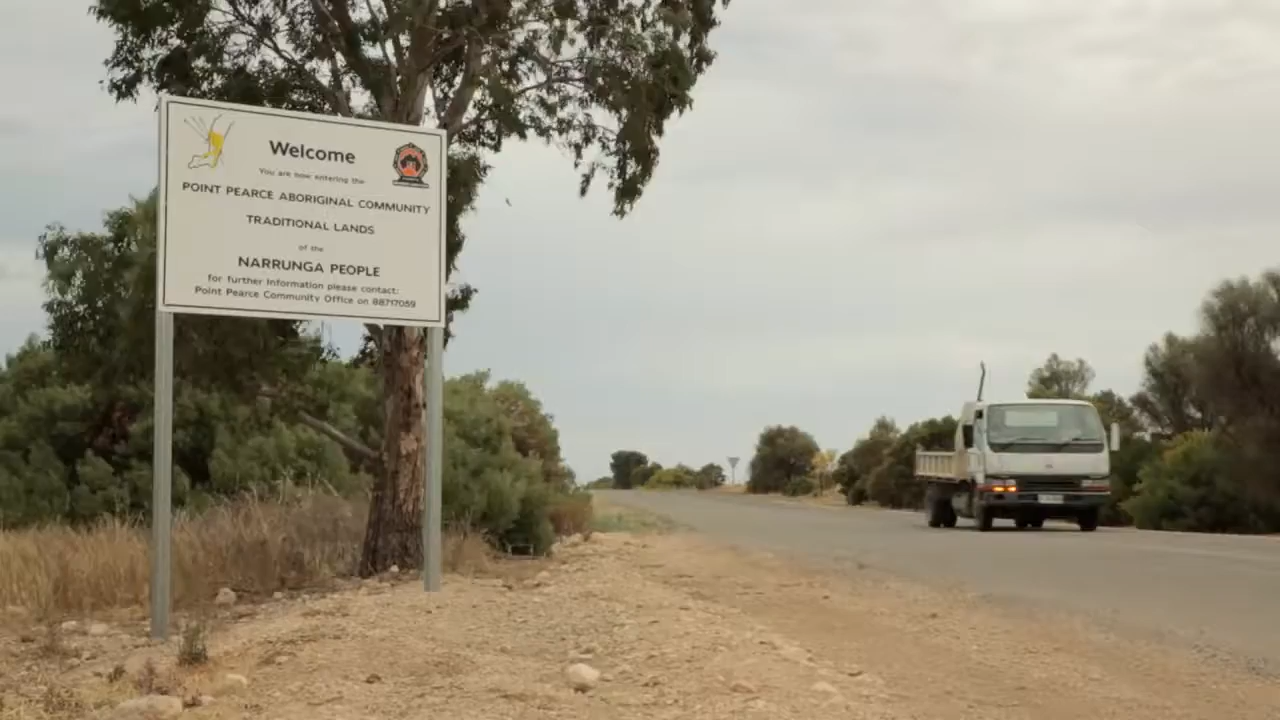 Welcome
You are now entering the
POINT PEARCE ABORIGINAL COMMUNITY
TRADITIONAL LANDS
of the
NARRUNGA PEOPLE
for further information please contact:
Point Pearce Community Office on 88717059